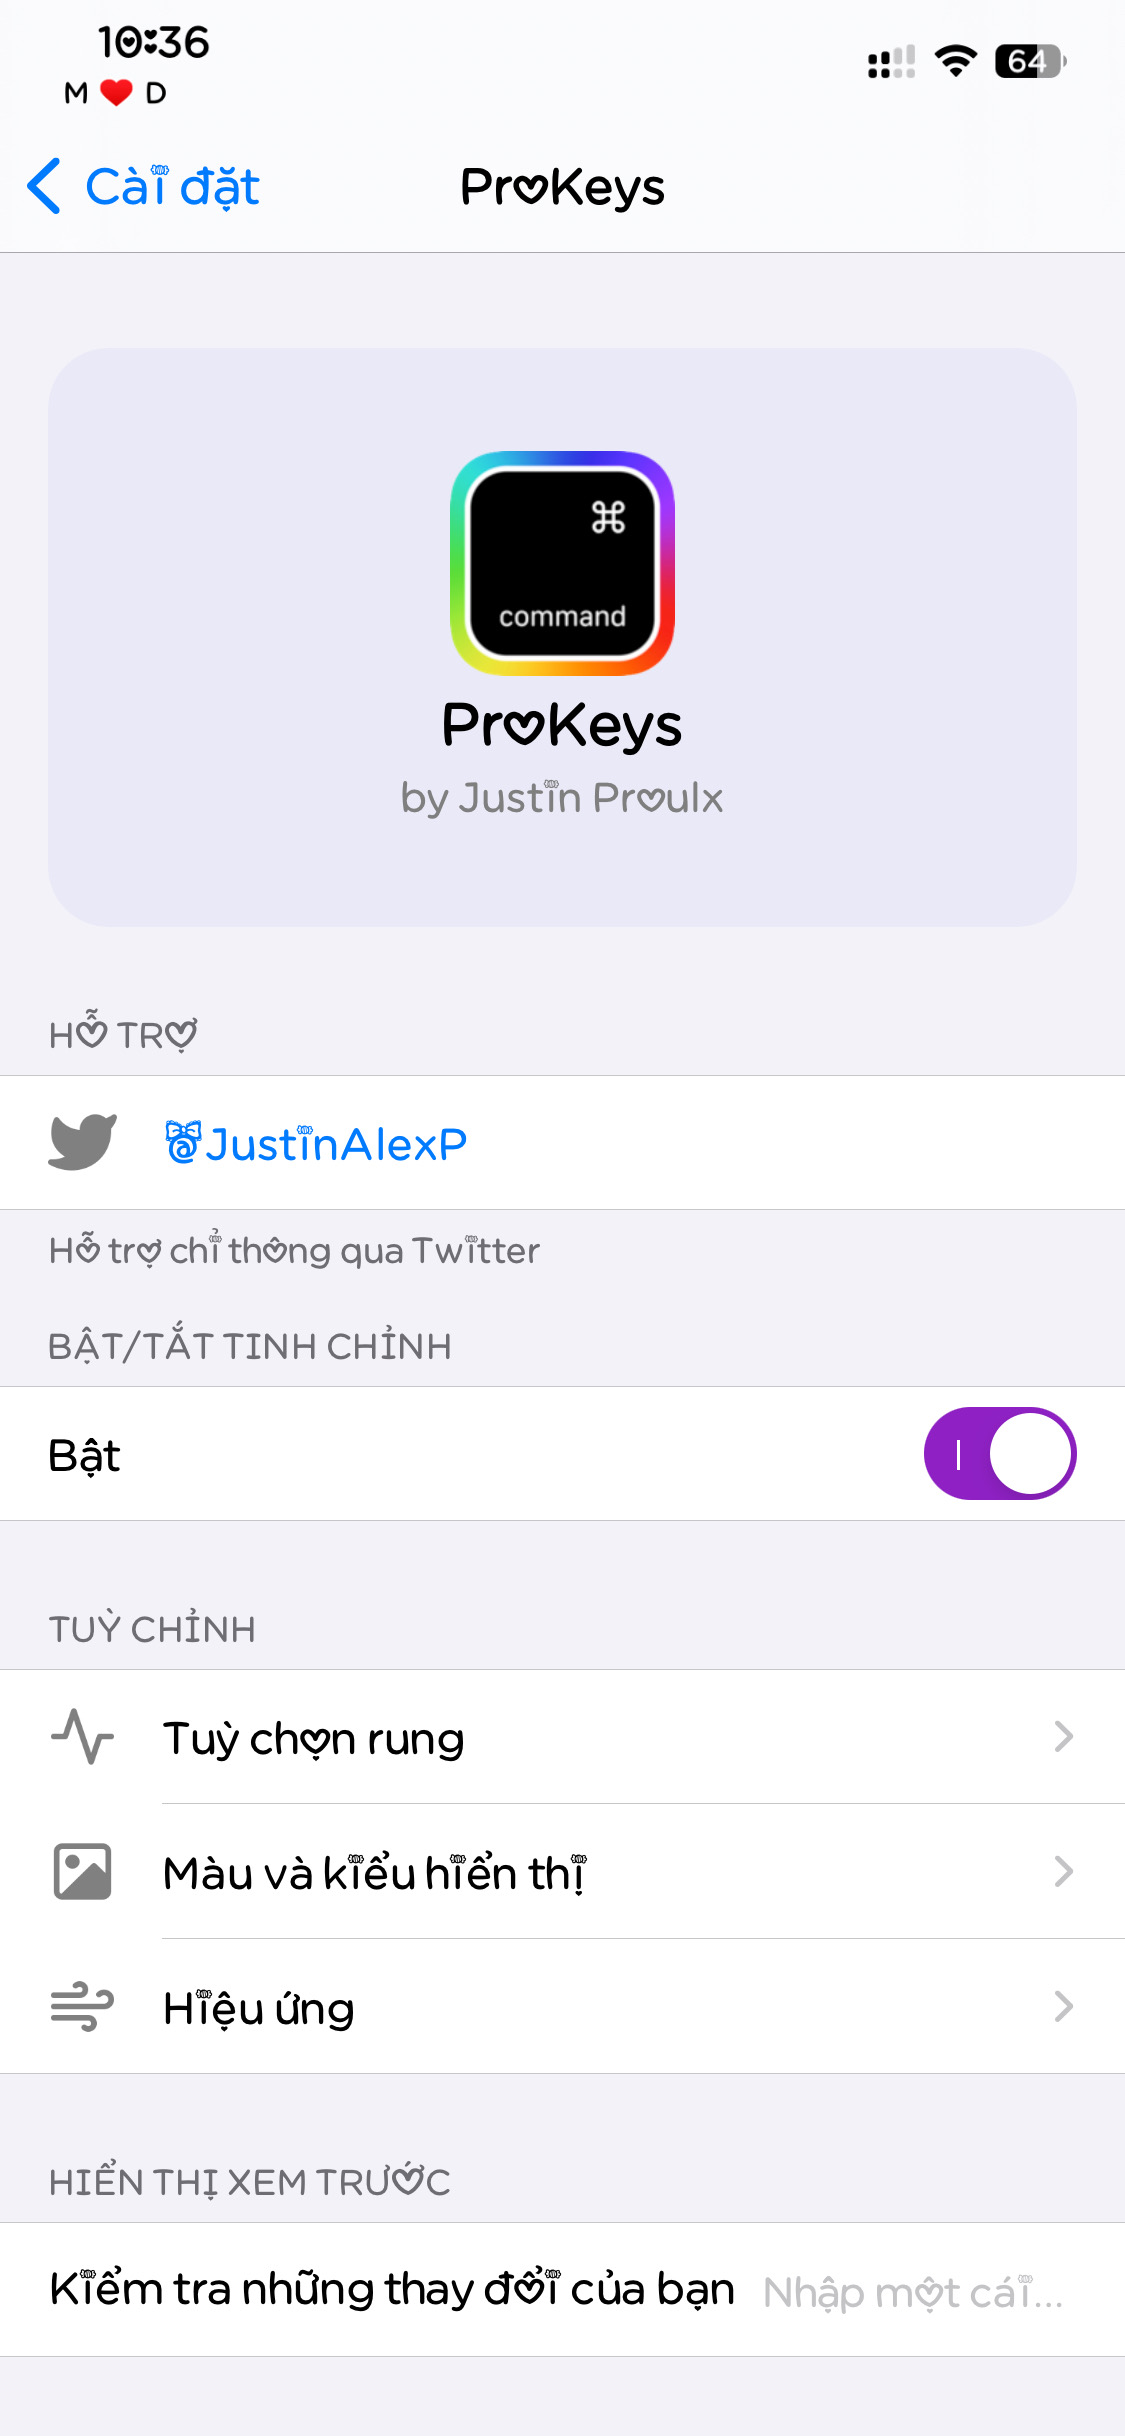 10:36
M ❤️ D
64
Cài đặt
ProKeys
⌘
command
ProKeys
by Justin Proulx
HỖ TRỢ
@JustinAlexP
Hỗ trợ chỉ thông qua Twitter
BẬT/TẮT TINH CHỈNH
Bật
TUỲ CHỈNH
Tuỳ chọn rung
Màu và kiểu hiển thị
Hiệu ứng
HIỂN THỊ XEM TRƯỚC
Kiểm tra những thay đổi của bạn Nhập một cái...